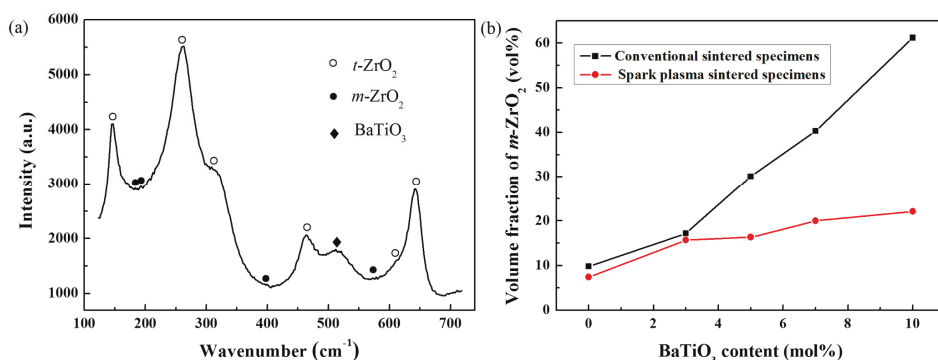 (a)
6000
5000
4000
3000
2000
1000
Intensity (a.u.)
t-ZrO₂
m-ZrO₂
BaTiO₃
100 200 300 400 500 600 700
Wavenumber (cm⁻¹)
(b)
60
50
40
30
20
10
0
Volume fraction of m-ZrO₂ (vol%)
Conventional sintered specimens
Spark plasma sintered specimens
0 2 4 6 8 10
BaTiO₃ content (mol%)